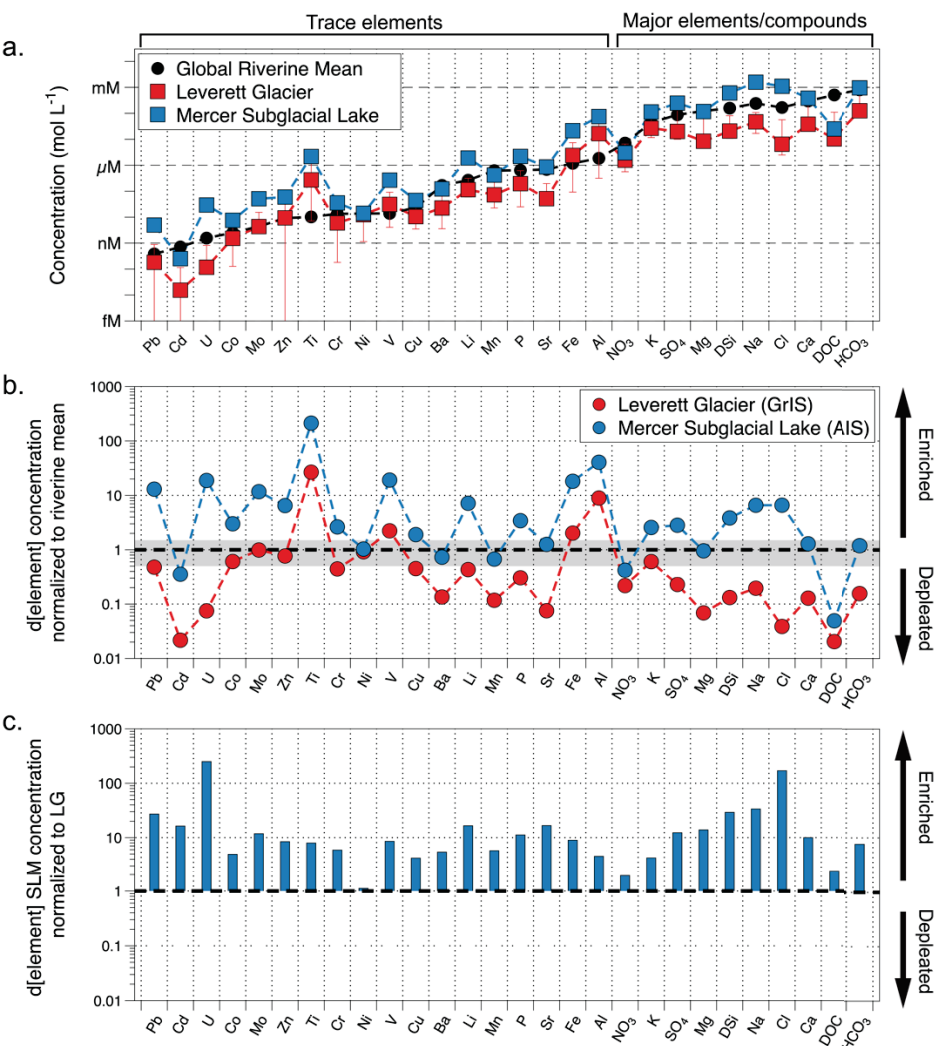 Trace elements
Major elements/compounds
a.
Global Riverine Mean
Leverett Glacier
Mercer Subglacial Lake
Concentration (mol L⁻¹)
mM
µM
nM
fM
Pb Cd U Co Mo Zn Ti Cr Ni V Cu Ba Li Mn P Sr Fe Al NO₃ K SO₄ Mg DSi Na Cl Ca DOC HCO₃
b.
Leverett Glacier (GrIS)
Mercer Subglacial Lake (AIS)
d[element] concentration
normalized to riverine mean
1000
100
10
1
0.1
0.01
Enriched
Depleated
Pb Cd U Co Mo Zn Ti Cr Ni V Cu Ba Li Mn P Sr Fe Al NO₃ K SO₄ Mg DSi Na Cl Ca DOC HCO₃
c.
d[element] SLM concentration
normalized to LG
1000
100
10
1
0.1
0.01
Enriched
Depleated
Pb Cd U Co Mo Zn Ti Cr Ni V Cu Ba Li Mn P Sr Fe Al NO₃ K SO₄ Mg DSi Na Cl Ca DOC HCO₃